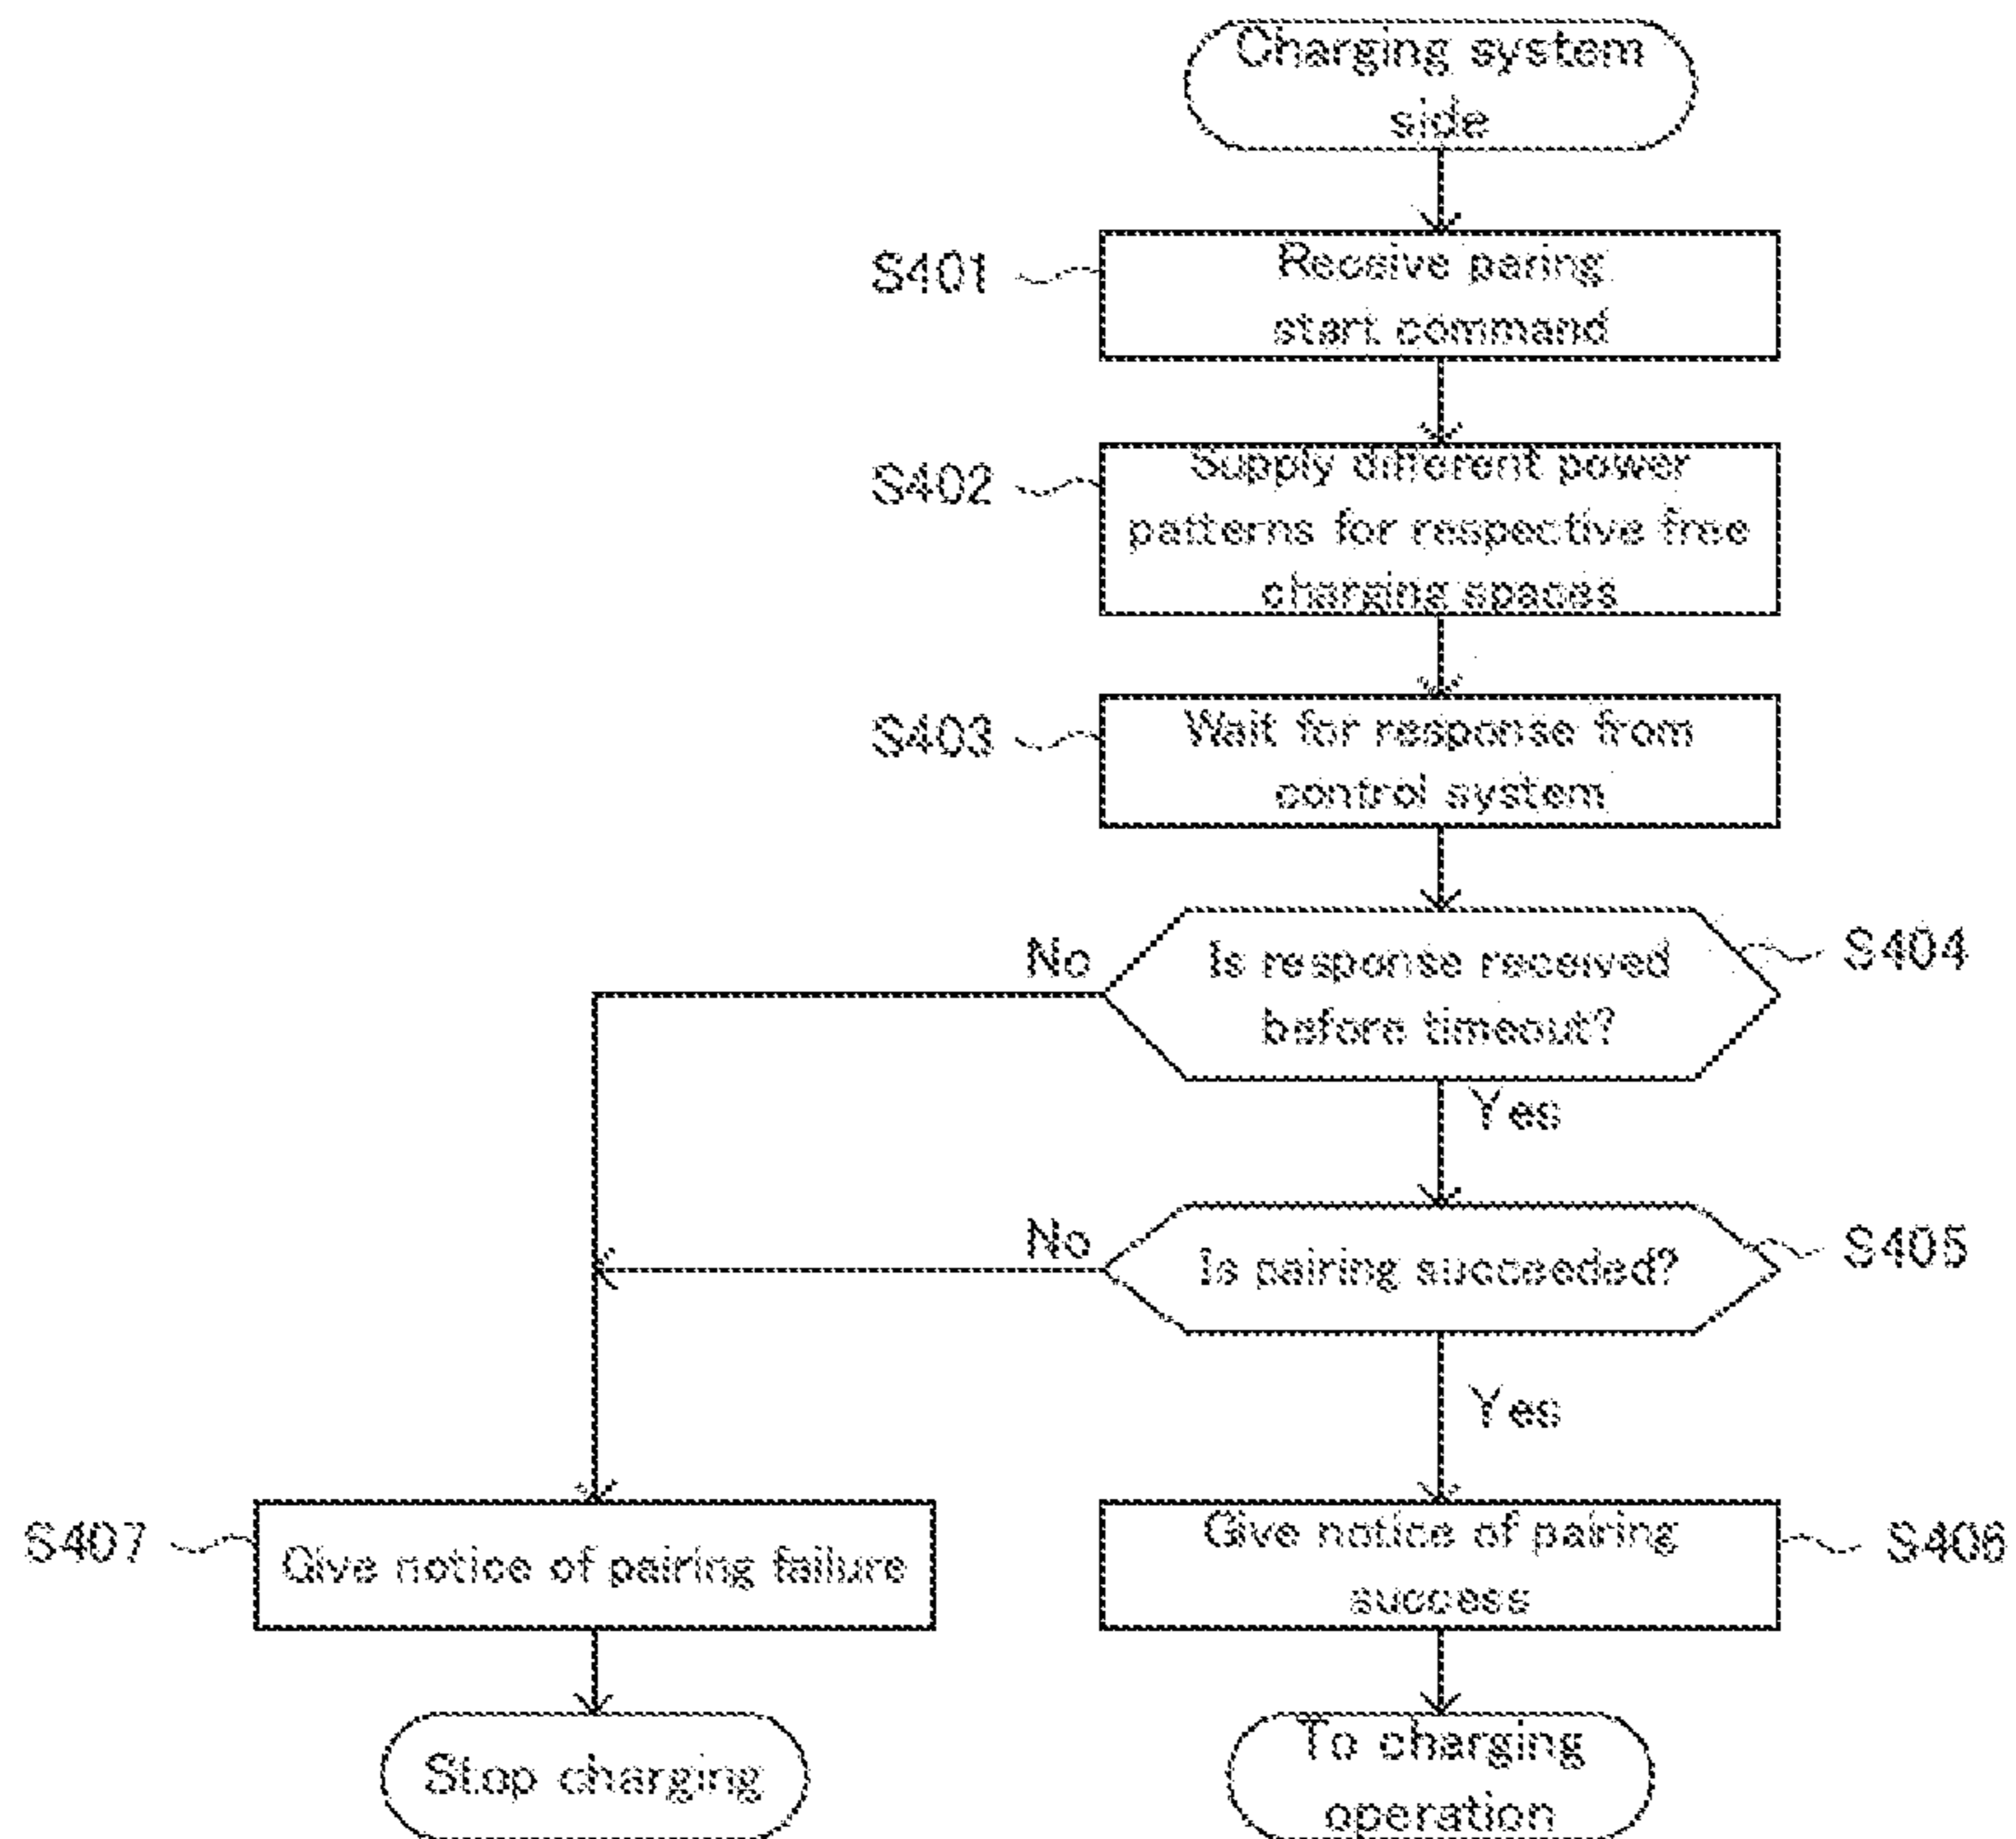 Charging system
side
S401
Receive paring
start command
S402
Supply different power
patterns for respective free
charging spaces
S403
Wait for response from
control system
No
Is response received
before timeout?
S404
Yes
No
Is pairing succeeded?
S405
Yes
S407
Give notice of pairing failure
Give notice of pairing
success
S406
Stop charging
To charging
operation